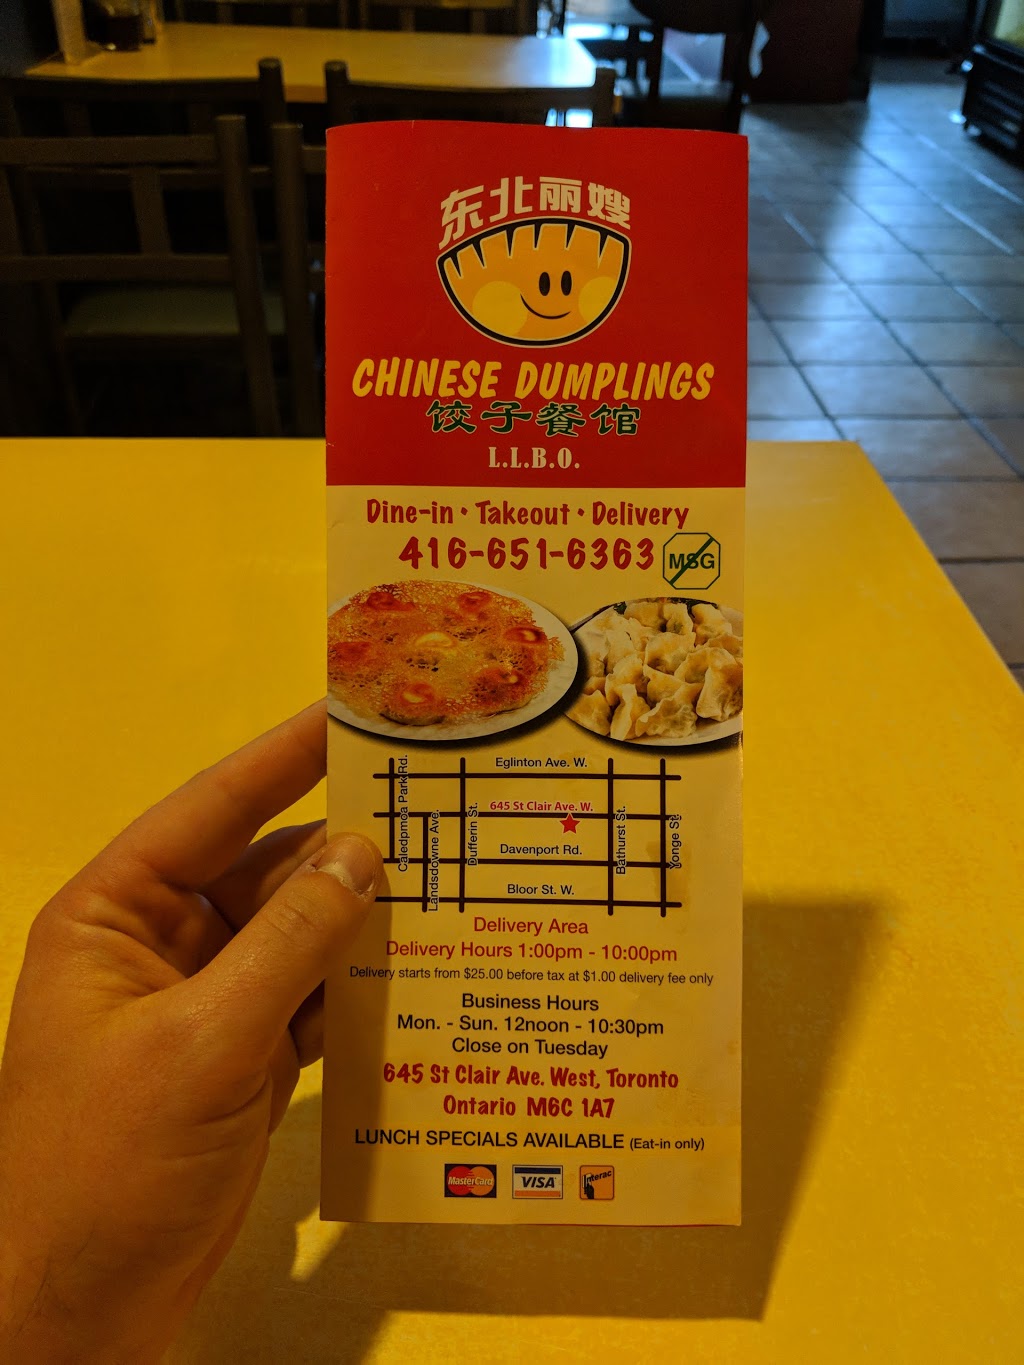 东北丽嫂
CHINESE DUMPLINGS
饺子餐馆
L.L.B.O.
Dine-in • Takeout • Delivery
416-651-6363
MSG
Eglinton Ave. W.
645 St Clair Ave. W.
Davenport Rd.
Bloor St. W.
Caledpmoa Park Rd.
Landsdowne Ave.
Dufferin St.
Bathurst St.
Yonge St.
Delivery Area
Delivery Hours 1:00pm - 10:00pm
Delivery starts from $25.00 before tax at $1.00 delivery fee only
Business Hours
Mon. - Sun. 12noon - 10:30pm
Close on Tuesday
645 St Clair Ave. West, Toronto
Ontario M6C 1A7
LUNCH SPECIALS AVAILABLE (Eat-in only)
MasterCard VISA Interac